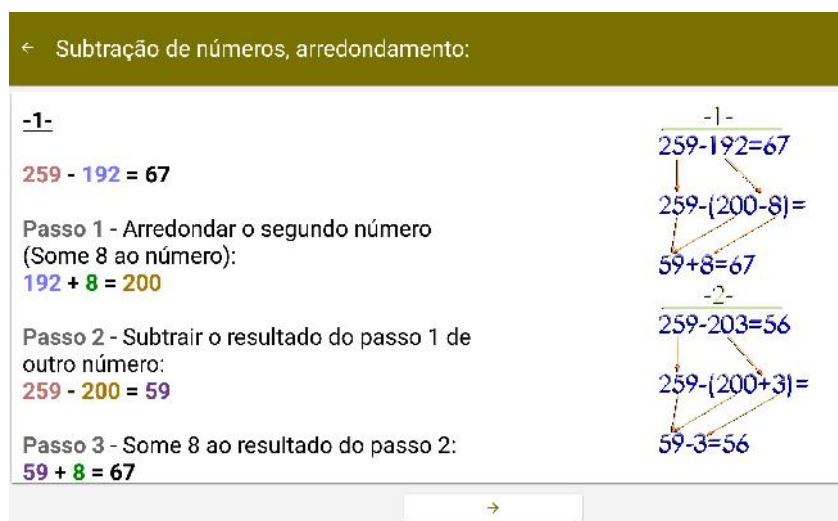 ← Subtração de números, arredondamento:
-1-
259 - 192 = 67
Passo 1 - Arredondar o segundo número
(Some 8 ao número):
192 + 8 = 200
Passo 2 - Subtrair o resultado do passo 1 de
outro número:
259 - 200 = 59
Passo 3 - Some 8 ao resultado do passo 2:
59 + 8 = 67
-1-
259-192=67
259-(200-8)=
59+8=67
-2-
259-203=56
259-(200+3)=
59-3=56
→